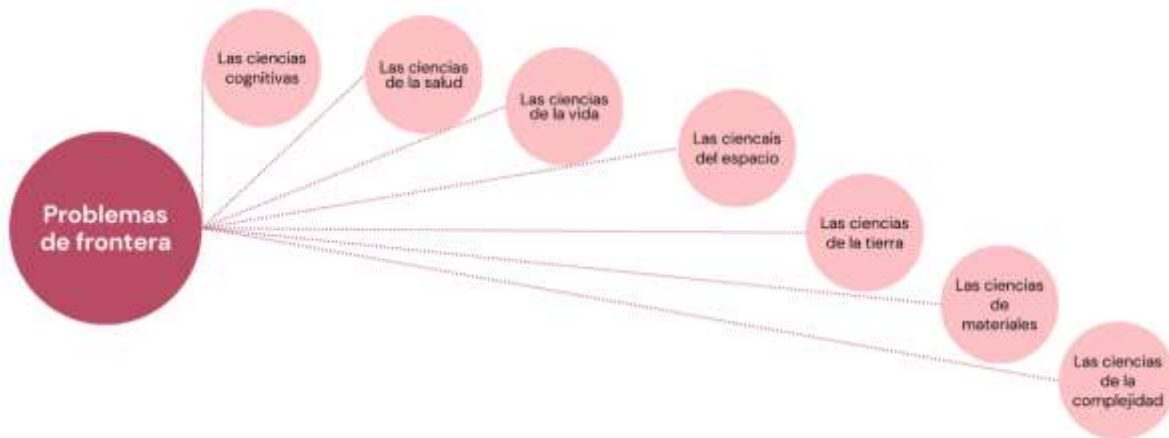 Problemas
de frontera
Las ciencias
cognitivas
Las ciencias
de la salud
Las ciencias
de la vida
Las ciencais
del espacio
Las ciencias
de la tierra
Las ciencias
de
materiales
Las ciencias
de la
complejidad